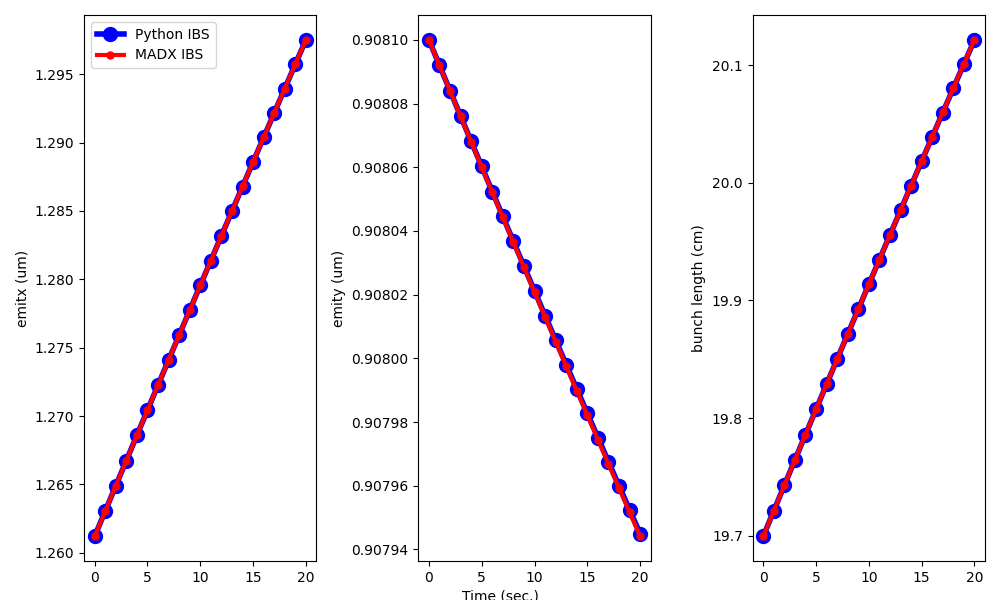 Python IBS
MADX IBS
emitx (um)
1.295
1.290
1.285
1.280
1.275
1.270
1.265
1.260
0 5 10 15 20
emity (um)
0.90810
0.90808
0.90806
0.90804
0.90802
0.90800
0.90798
0.90796
0.90794
0 5 10 15 20
Time (sec.)
bunch length (cm)
20.1
20.0
19.9
19.8
19.7
0 5 10 15 20